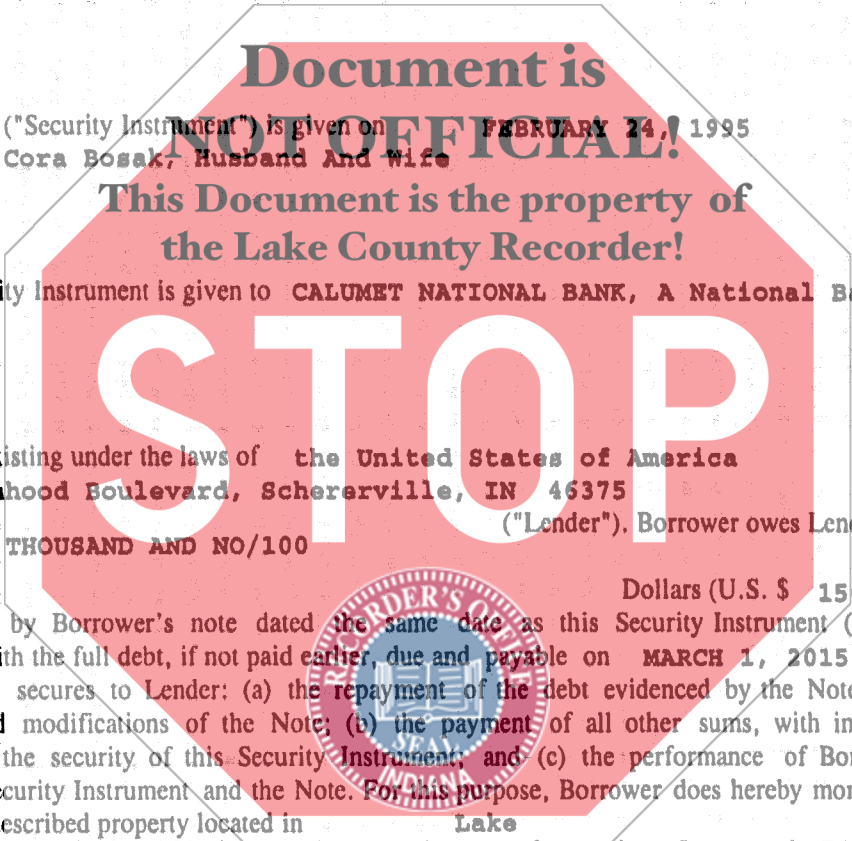 Document is
("Security Instrument") is given on FEBRUARY 24, 1995
NOT OFFICIAL!
Cora Bosak, Husband And Wife
This Document is the property of
the Lake County Recorder!
ity Instrument is given to CALUMET NATIONAL BANK, A National
STOP
isting under the laws of the United States of America
hood Boulevard, Schererville, IN 46375
("Lender"). Borrower owes Lend
THOUSAND AND NO/100
Dollars (U.S. $ 15
by Borrower's note dated the same date as this Security Instrument (
ith the full debt, if not paid earlier, due and payable on MARCH 1, 2015
secures to Lender: (a) the repayment of the debt evidenced by the Note
d modifications of the Note; (b) the payment of all other sums, with in
the security of this Security Instrument; and (c) the performance of Bor
ecurity Instrument and the Note. For this purpose, Borrower does hereby mor
escribed property located in Lake
RECORDER'S OFFICE
SEAL
INDIANA